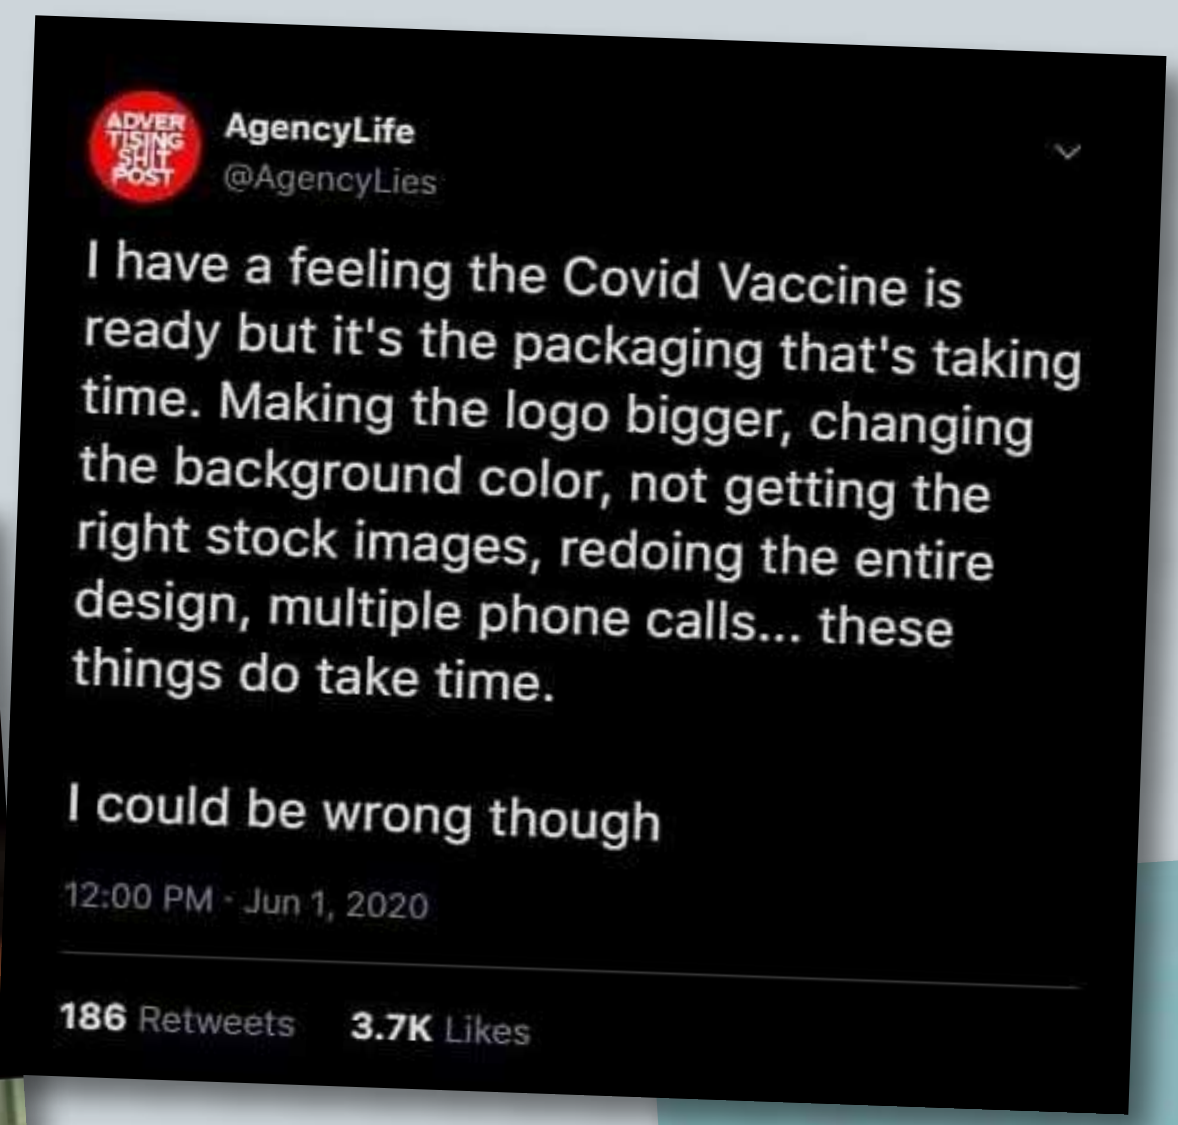 ADVER
TISING
SHIT
POST
AgencyLife
@AgencyLies
I have a feeling the Covid Vaccine is
ready but it's the packaging that's taking
time. Making the logo bigger, changing
the background color, not getting the
right stock images, redoing the entire
design, multiple phone calls... these
things do take time.
I could be wrong though
12:00 PM · Jun 1, 2020
186 Retweets 3.7K Likes